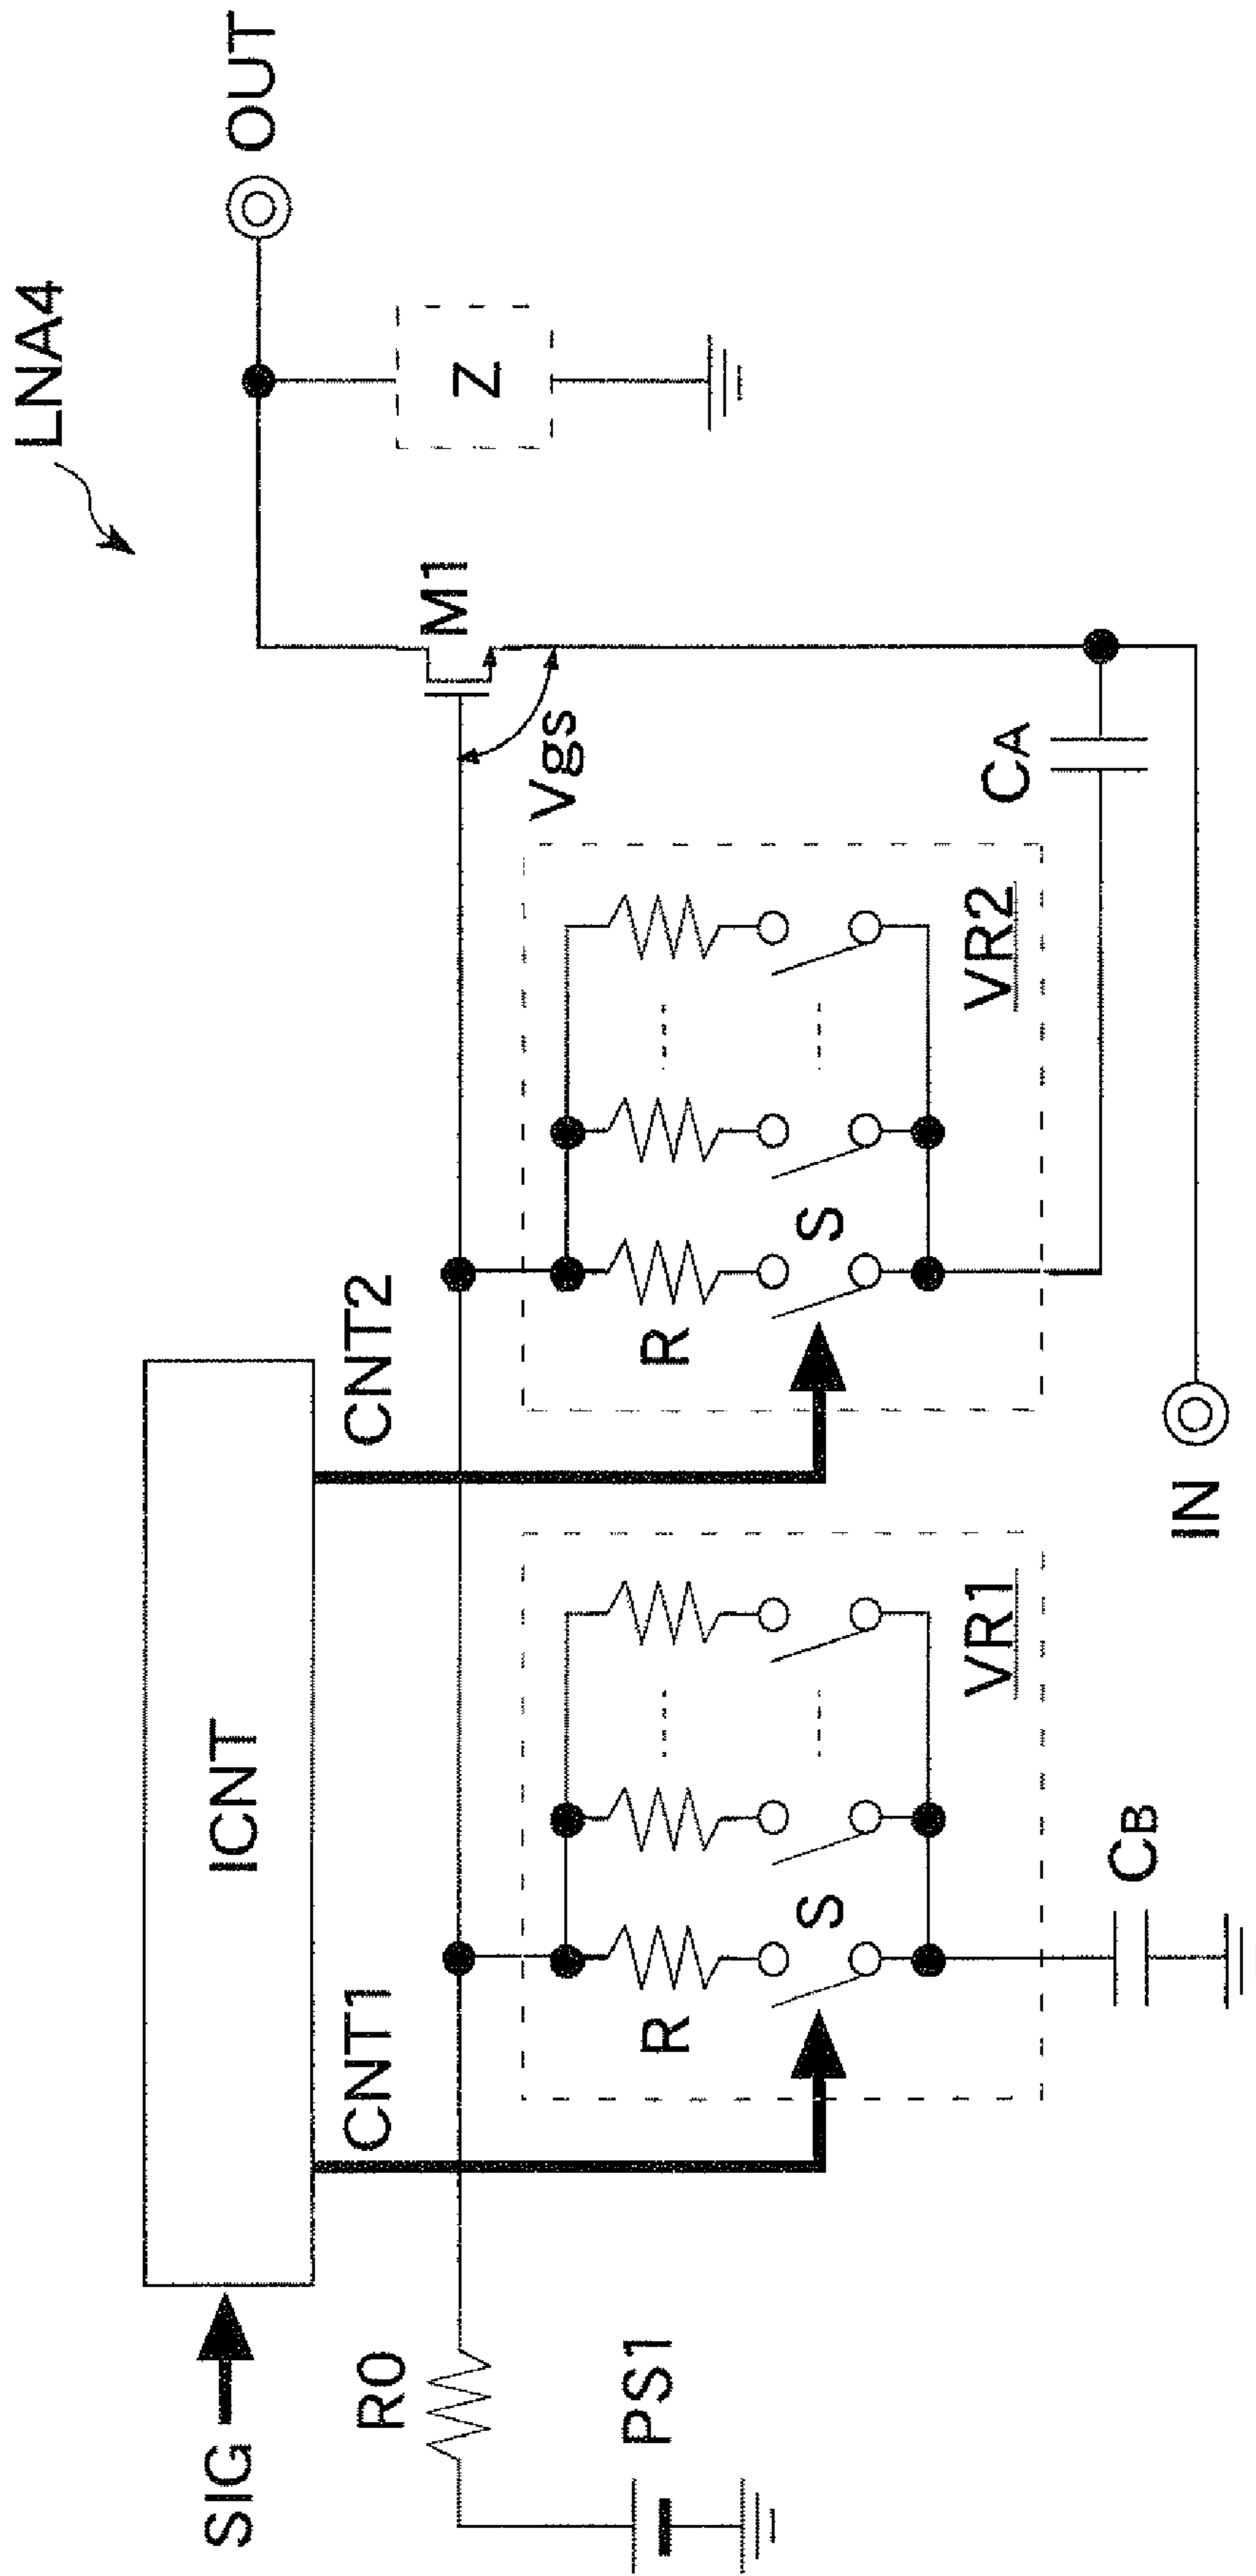 LNA4
SIG
ICNT
OUT
CNT1
CNT2
R0
M1
Z
PS1
Vgs
R
S
VR1
R
S
VR2
CB
CA
IN